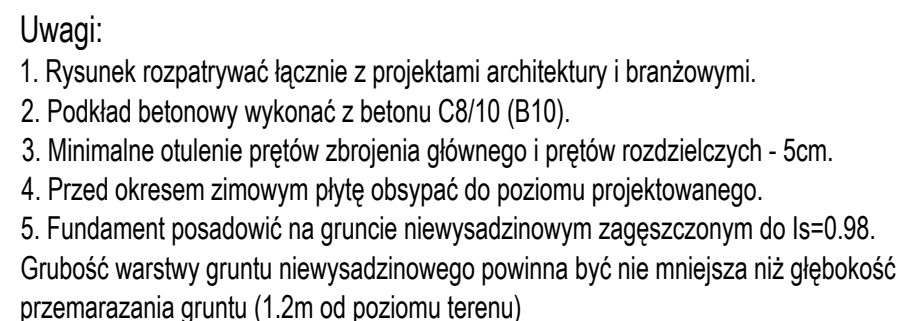 Uwagi:
1. Rysunek rozpatrywać łącznie z projektami architektury i branżowymi.
2. Podkład betonowy wykonać z betonu C8/10 (B10).
3. Minimalne otulenie prętów zbrojenia głównego i prętów rozdzielczych - 5cm.
4. Przed okresem zimowym płytę obsypać do poziomu projektowanego.
5. Fundament posadowić na gruncie niewysadzinowym zagęszczonym do Is=0.98.
Grubość warstwy gruntu niewysadzinowego powinna być nie mniejsza niż głębokość
przemarazania gruntu (1.2m od poziomu terenu)